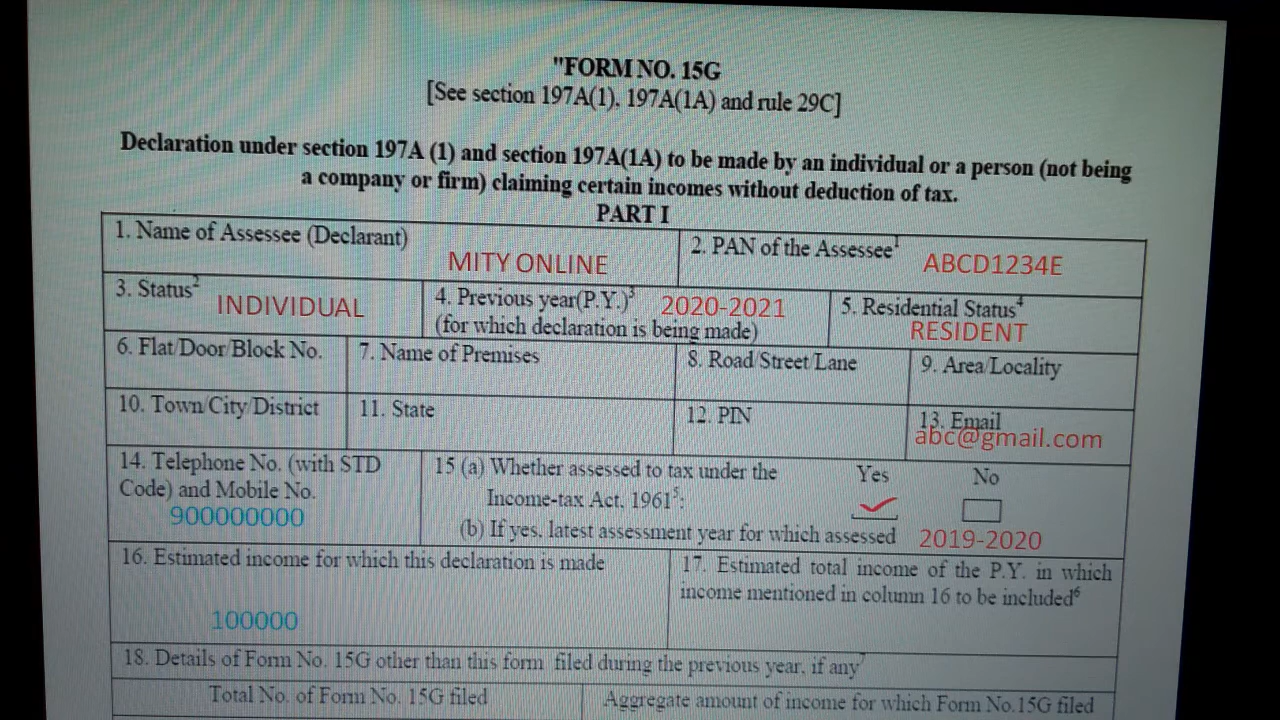 "FORM NO. 15G
[See section 197A(1), 197A(1A) and rule 29C]
Declaration under section 197A (1) and section 197A(1A) to be made by an individual or a person (not being
a company or firm) claiming certain incomes without deduction of tax.
PART I
1. Name of Assessee (Declarant)
MITY ONLINE
2. PAN of the Assessee1
ABCD1234E
3. Status2
INDIVIDUAL
4. Previous year(P.Y.)3 2020-2021
(for which declaration is being made)
5. Residential Status4
RESIDENT
6. Flat/Door/Block No.
7. Name of Premises
8. Road/Street/Lane
9. Area/Locality
10. Town/City/District
11. State
12. PIN
13. Email
abc@gmail.com
14. Telephone No. (with STD
Code) and Mobile No.
900000000
15 (a) Whether assessed to tax under the Yes No
Income-tax Act, 19615:
(b) If yes, latest assessment year for which assessed 2019-2020
16. Estimated income for which this declaration is made
100000
17. Estimated total income of the P.Y. in which
income mentioned in column 16 to be included6
18. Details of Form No. 15G other than this form filed during the previous year, if any7
Total No. of Form No. 15G filed
Aggregate amount of income for which Form No.15G filed